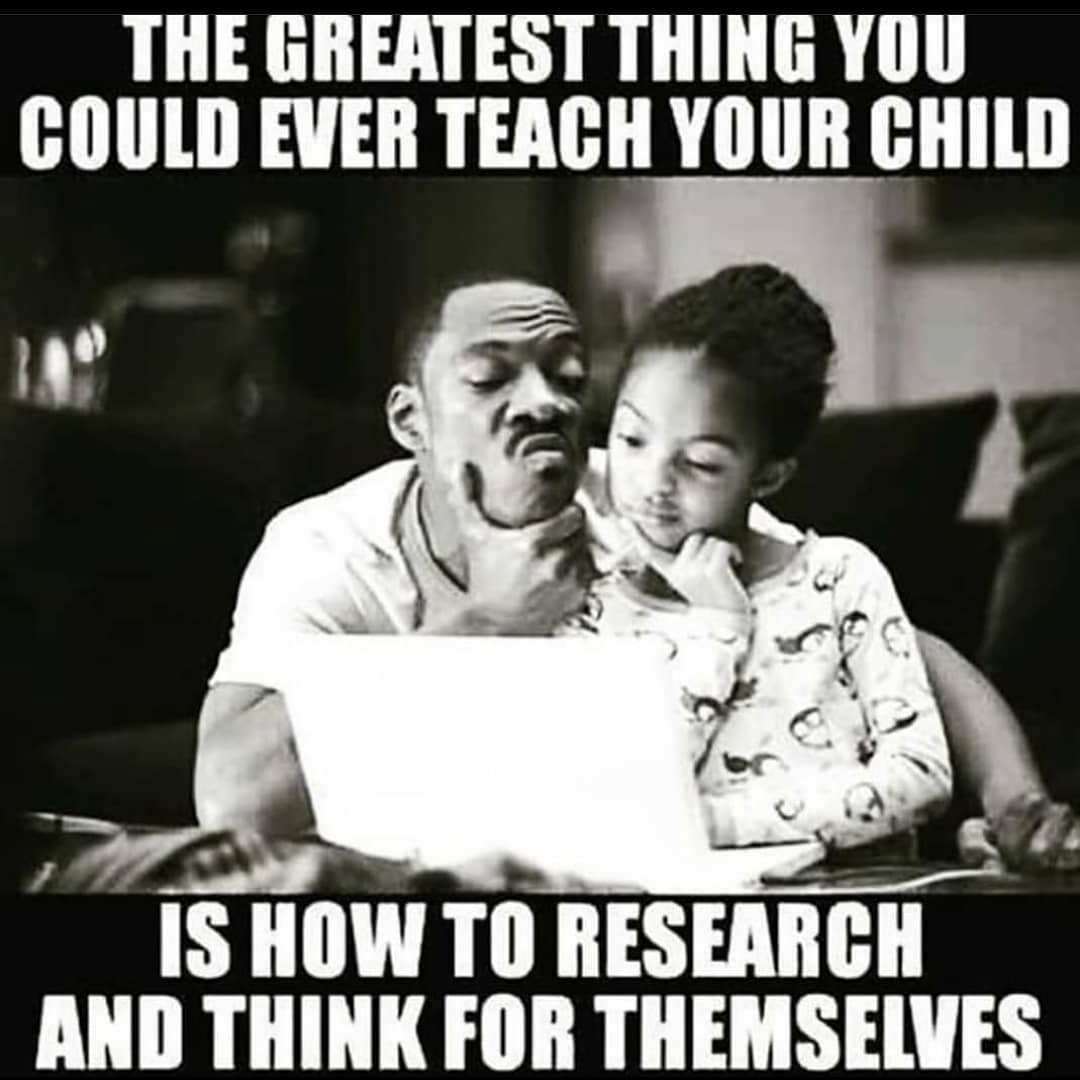 THE GREATEST THING YOU
COULD EVER TEACH YOUR CHILD
IS HOW TO RESEARCH
AND THINK FOR THEMSELVES